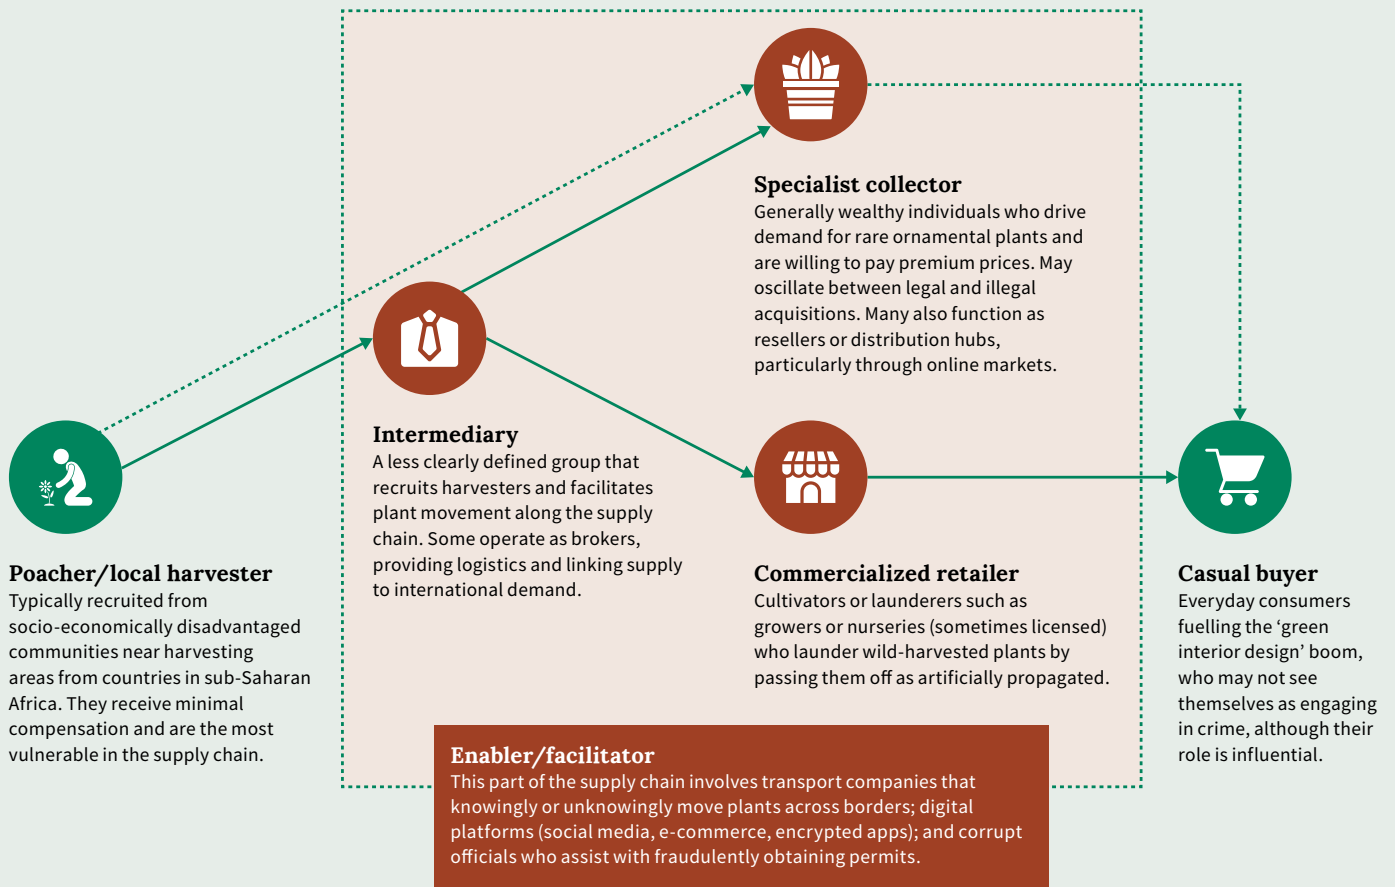 Specialist collector
Generally wealthy individuals who drive
demand for rare ornamental plants and
are willing to pay premium prices. May
oscillate between legal and illegal
acquisitions. Many also function as
resellers or distribution hubs,
particularly through online markets.
Intermediary
A less clearly defined group that
recruits harvesters and facilitates
plant movement along the supply
chain. Some operate as brokers,
providing logistics and linking supply
to international demand.
Poacher/local harvester
Typically recruited from
socio-economically disadvantaged
communities near harvesting
areas from countries in sub-Saharan
Africa. They receive minimal
compensation and are the most
vulnerable in the supply chain.
Commercialized retailer
Cultivators or launderers such as
growers or nurseries (sometimes licensed)
who launder wild-harvested plants by
passing them off as artificially propagated.
Casual buyer
Everyday consumers
fuelling the ‘green
interior design’ boom,
who may not see
themselves as engaging
in crime, although their
role is influential.
Enabler/facilitator
This part of the supply chain involves transport companies that
knowingly or unknowingly move plants across borders; digital
platforms (social media, e-commerce, encrypted apps); and corrupt
officials who assist with fraudulently obtaining permits.